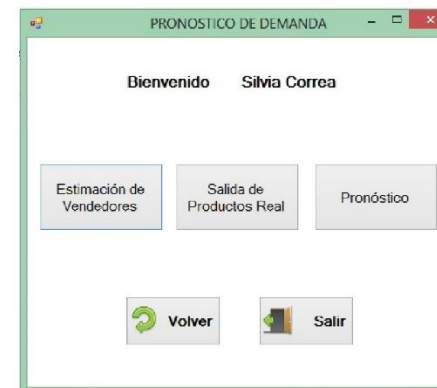 PRONOSTICO DE DEMANDA
Bienvenido Silvia Correa
Estimación de
Vendedores
Salida de
Productos Real
Pronóstico
Volver
Salir